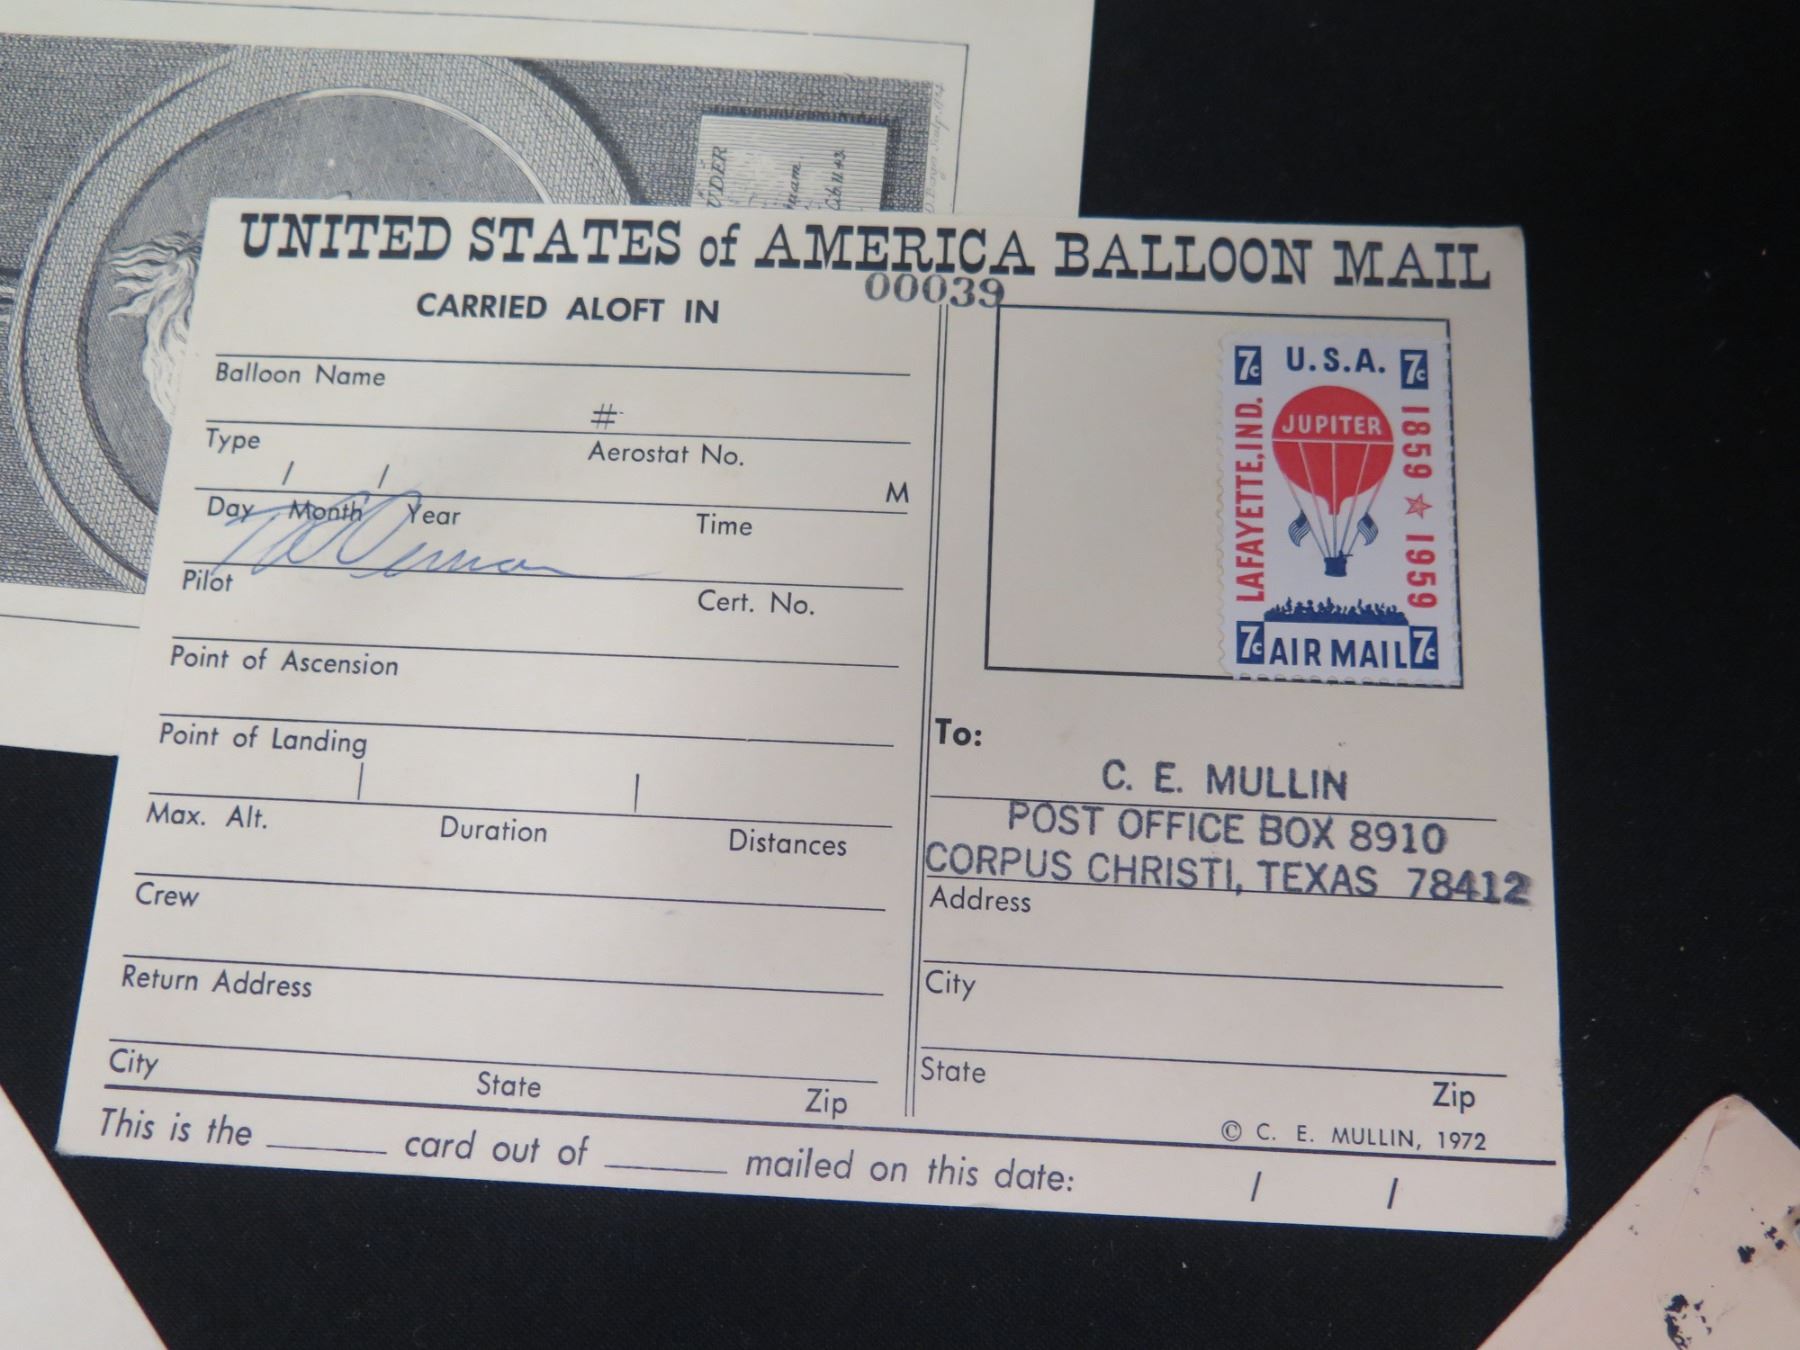 ÜDER
UNITED STATES of AMERICA BALLOON MAIL
00039
CARRIED ALOFT IN
Balloon Name
#
Type
Aerostat No.
/ /
M
Day Month Year
Time
Pilot
Cert. No.
Point of Ascension
Point of Landing
Max. Alt.
Duration
Distances
Crew
Return Address
City
State
Zip
7c U.S.A. 7c
LAFAYETTE, IND.
JUPITER
1859 ★ 1959
7c AIR MAIL 7c
To:
C. E. MULLIN
POST OFFICE BOX 8910
CORPUS CHRISTI, TEXAS 78412
Address
City
State
Zip
© C. E. MULLIN, 1972
This is the ______ card out of ______ mailed on this date: / /